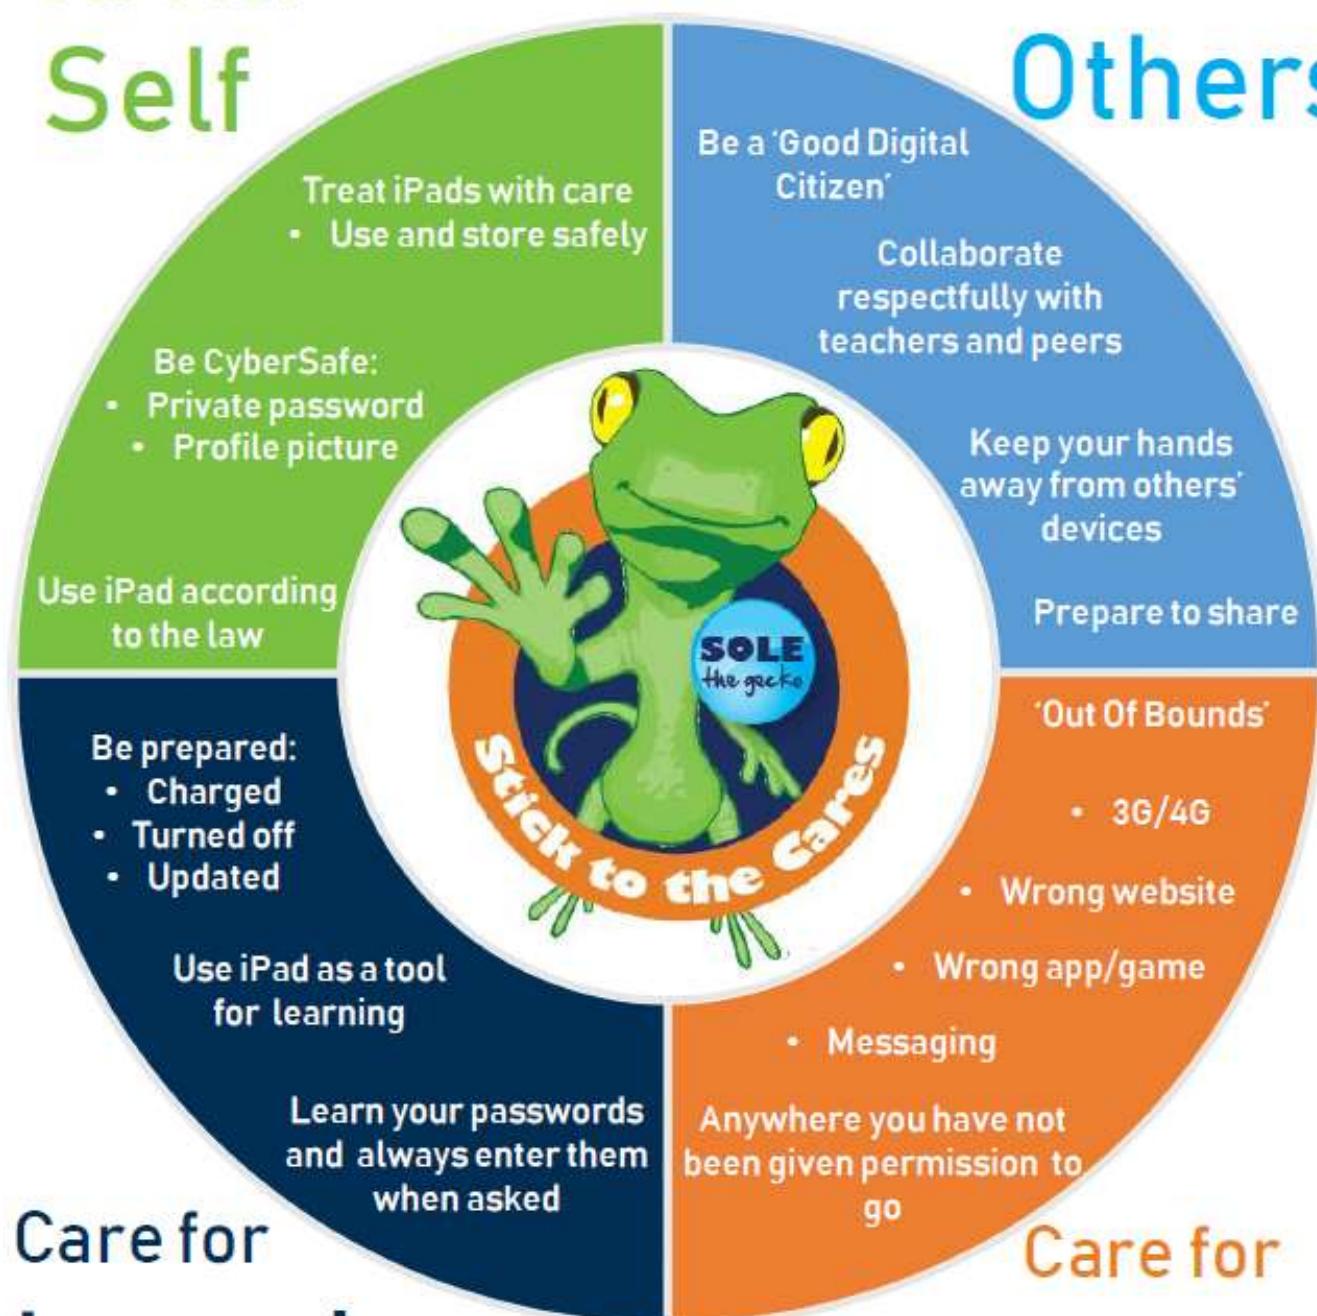 Self
Treat iPads with care
• Use and store safely
Be CyberSafe:
• Private password
• Profile picture
Use iPad according
to the law
Others
Be a 'Good Digital
Citizen'
Collaborate
respectfully with
teachers and peers
Keep your hands
away from others'
devices
Prepare to share
SOLE
the gecko
Stick to the Cares
Be prepared:
• Charged
• Turned off
• Updated
Use iPad as a tool
for learning
Learn your passwords
and always enter them
when asked
Care for
'Out Of Bounds'
• 3G/4G
• Wrong website
• Wrong app/game
• Messaging
Anywhere you have not
been given permission to
go
Care for